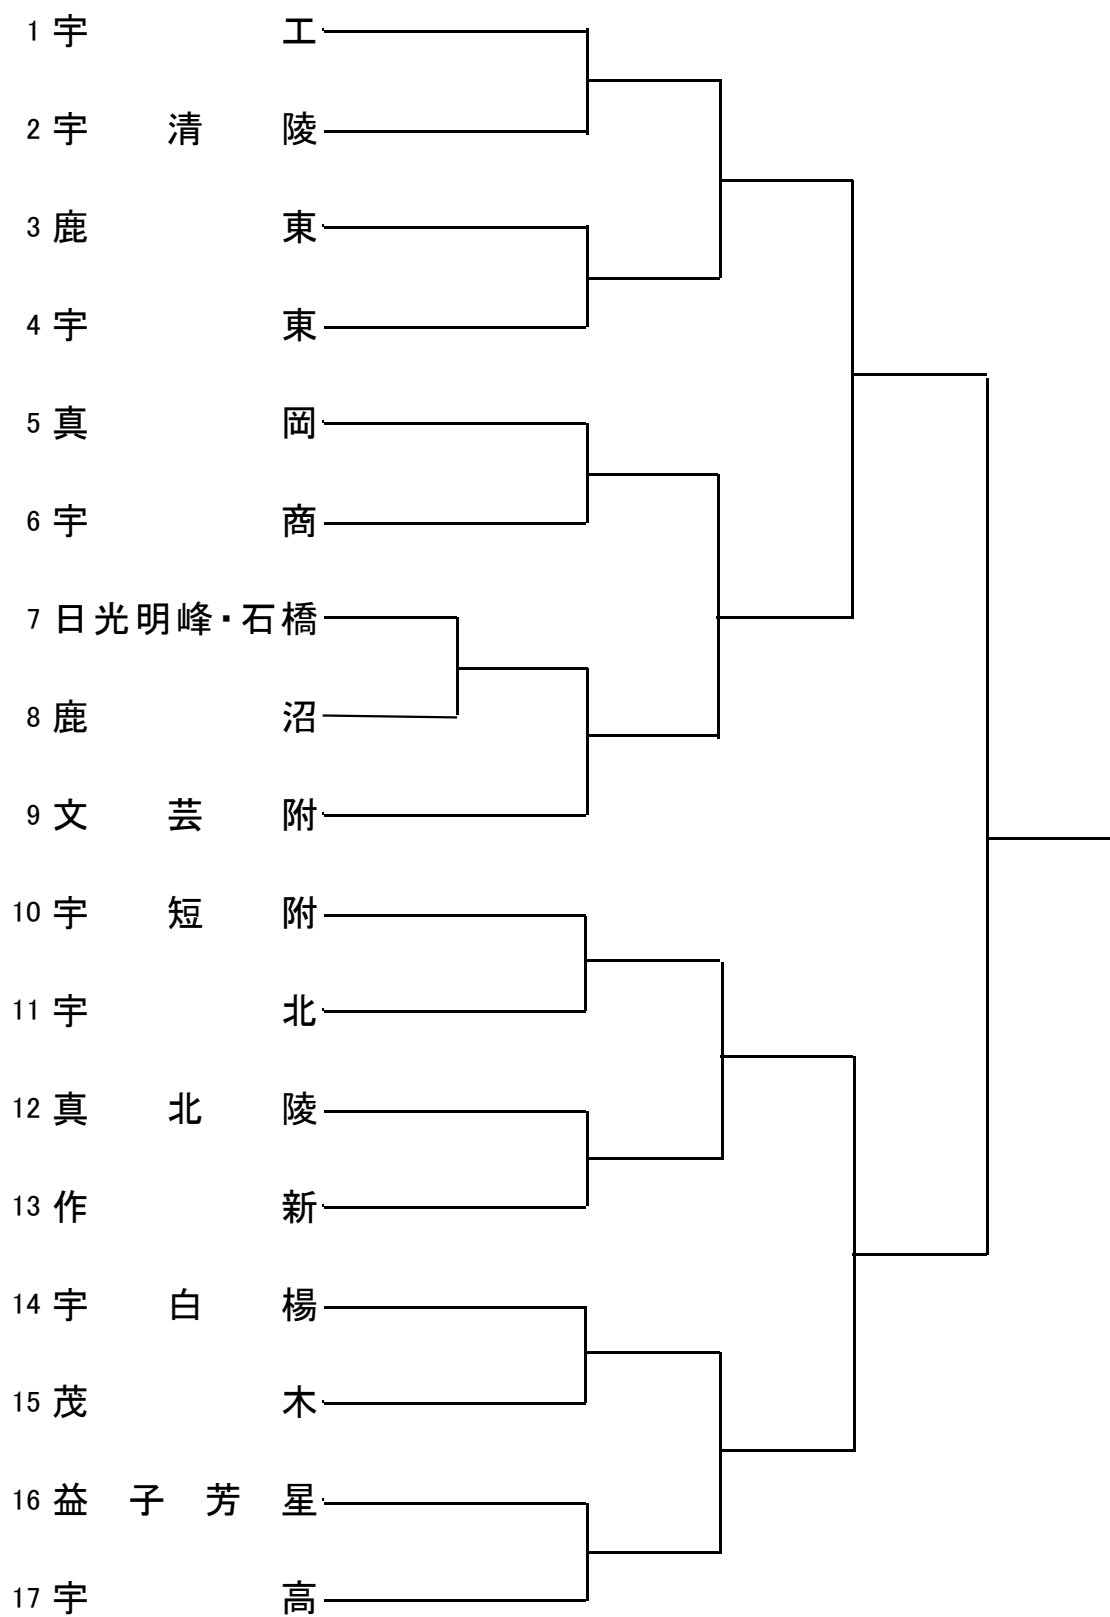 1 宇工
2 宇清陵
3 鹿東
4 宇東
5 真岡
6 宇商
7 日光明峰・石橋
8 鹿沼
9 文芸附
10 宇短附
11 宇北
12 真北陵
13 作新
14 宇白楊
15 茂木
16 益子芳星
17 宇高